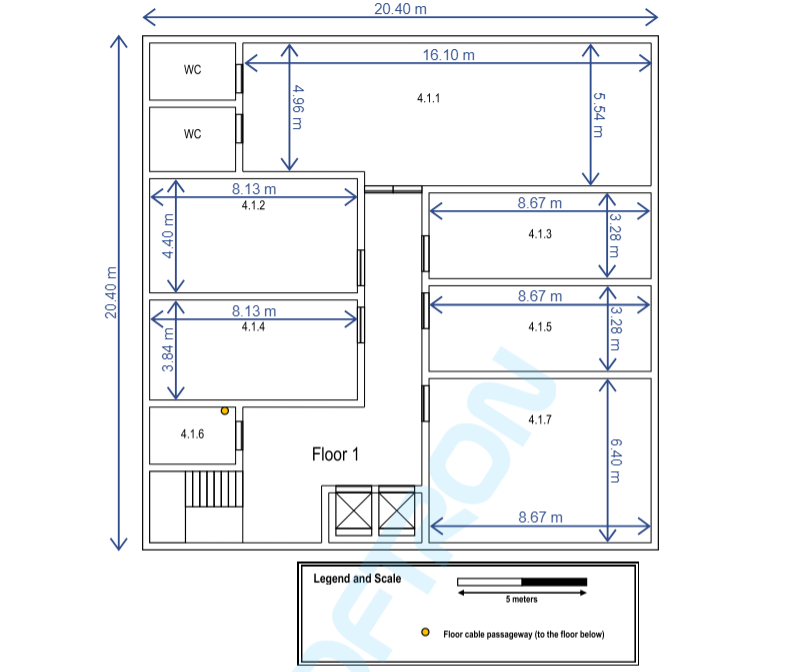 20.40 m
WC
16.10 m
4.96 m
4.1.1
5.54 m
WC
8.13 m
4.1.2
4.40 m
8.67 m
4.1.3
3.28 m
20.40 m
8.13 m
4.1.4
3.84 m
8.67 m
4.1.5
3.28 m
4.1.6
Floor 1
4.1.7
6.40 m
8.67 m
Legend and Scale
5 meters
Floor cable passageway (to the floor below)